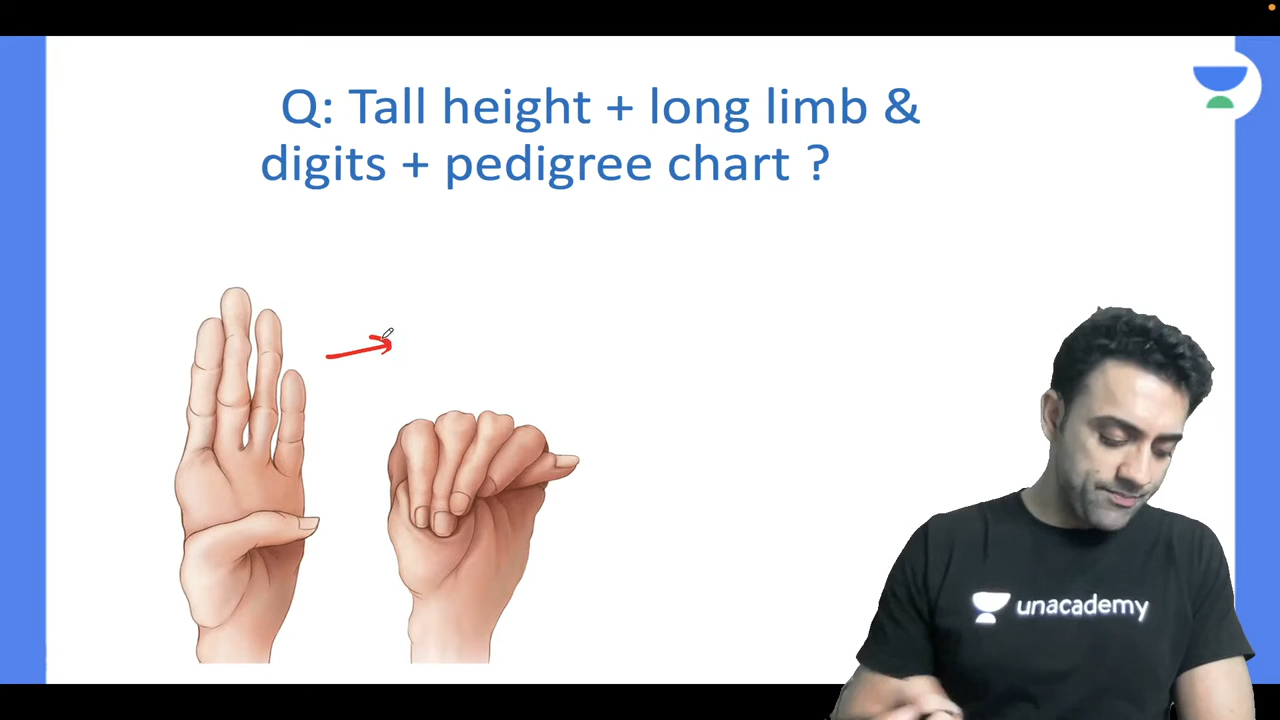 Q: Tall height + long limb &
digits + pedigree chart ?
unacademy